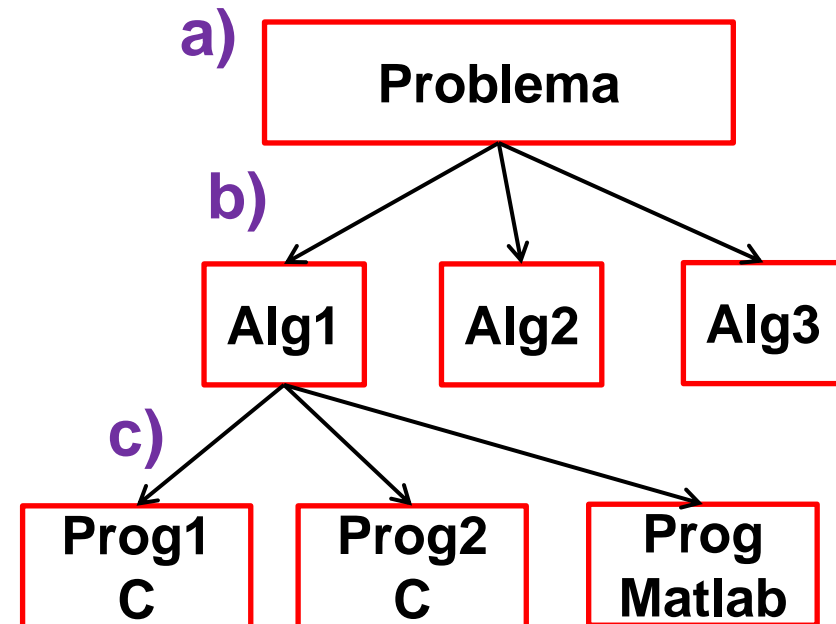 a)
Problema
b)
Alg1 Alg2 Alg3
c)
Prog1 Prog2 Prog
C C Matlab